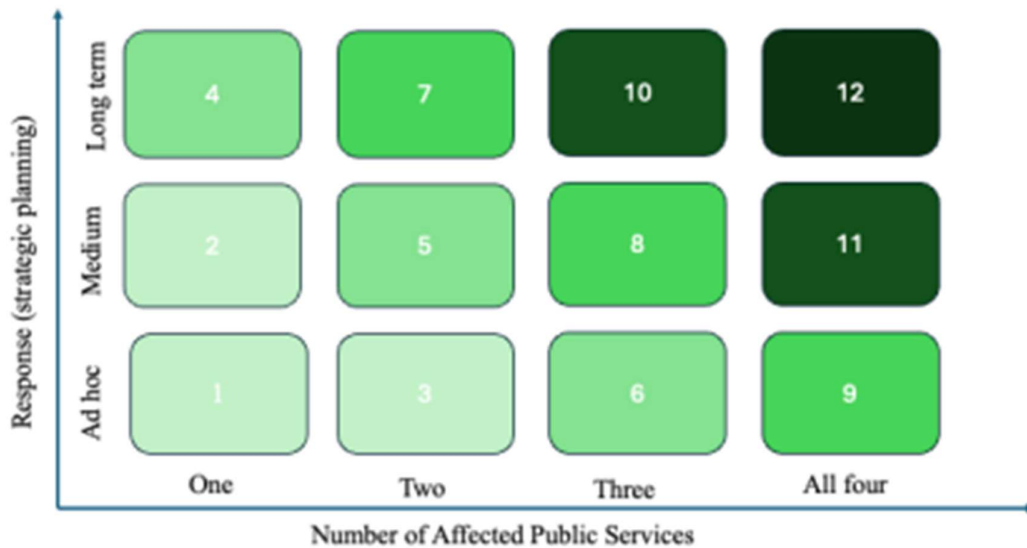 Response (strategic planning)
Long term
4
7
10
12
Medium
2
5
8
11
Ad hoc
1
3
6
9
One
Two
Three
All four
Number of Affected Public Services